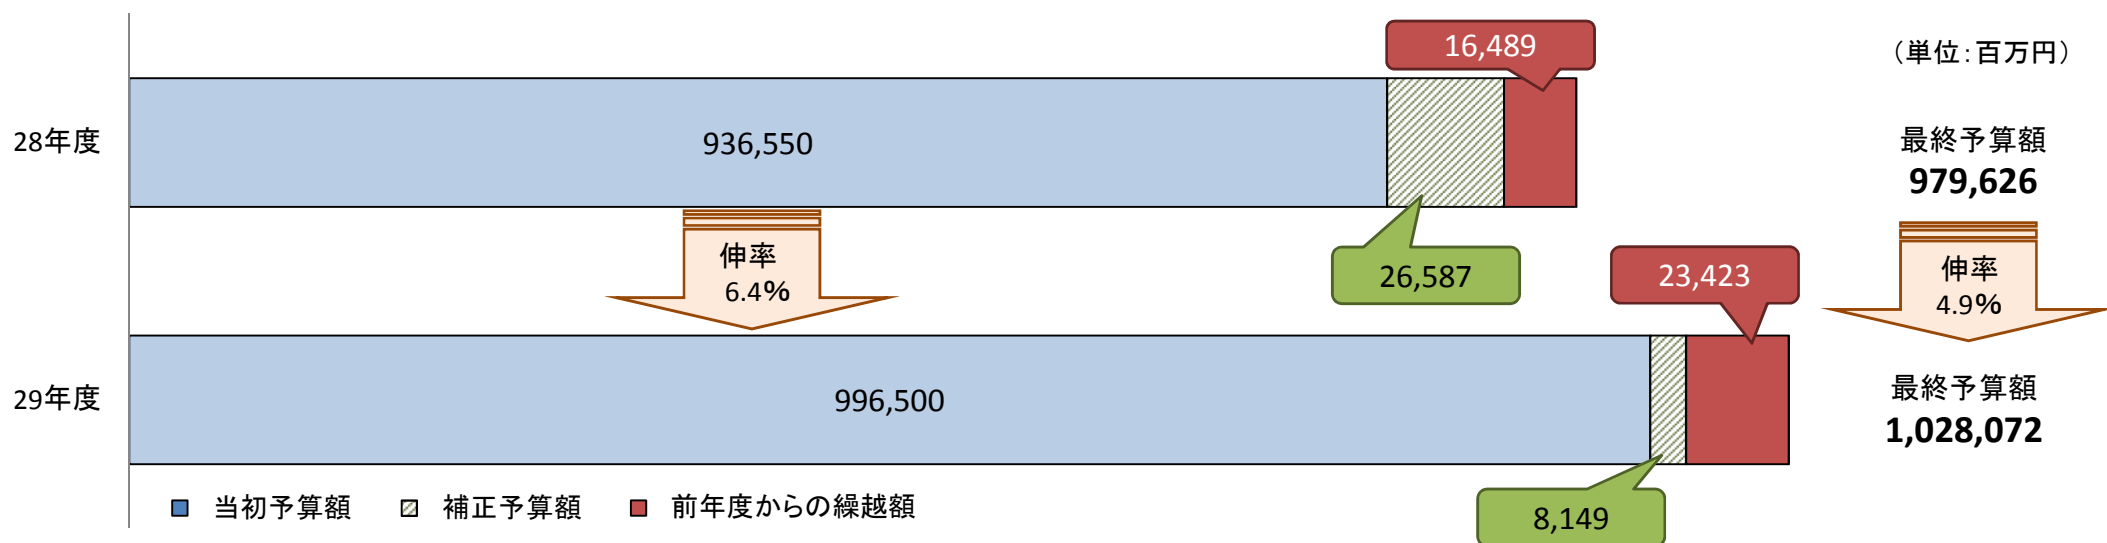 16,489
（単位：百万円）
28年度
936,550
最終予算額
979,626
伸率
6.4%
26,587
23,423
伸率
4.9%
29年度
996,500
最終予算額
1,028,072
当初予算額
補正予算額
前年度からの繰越額
8,149